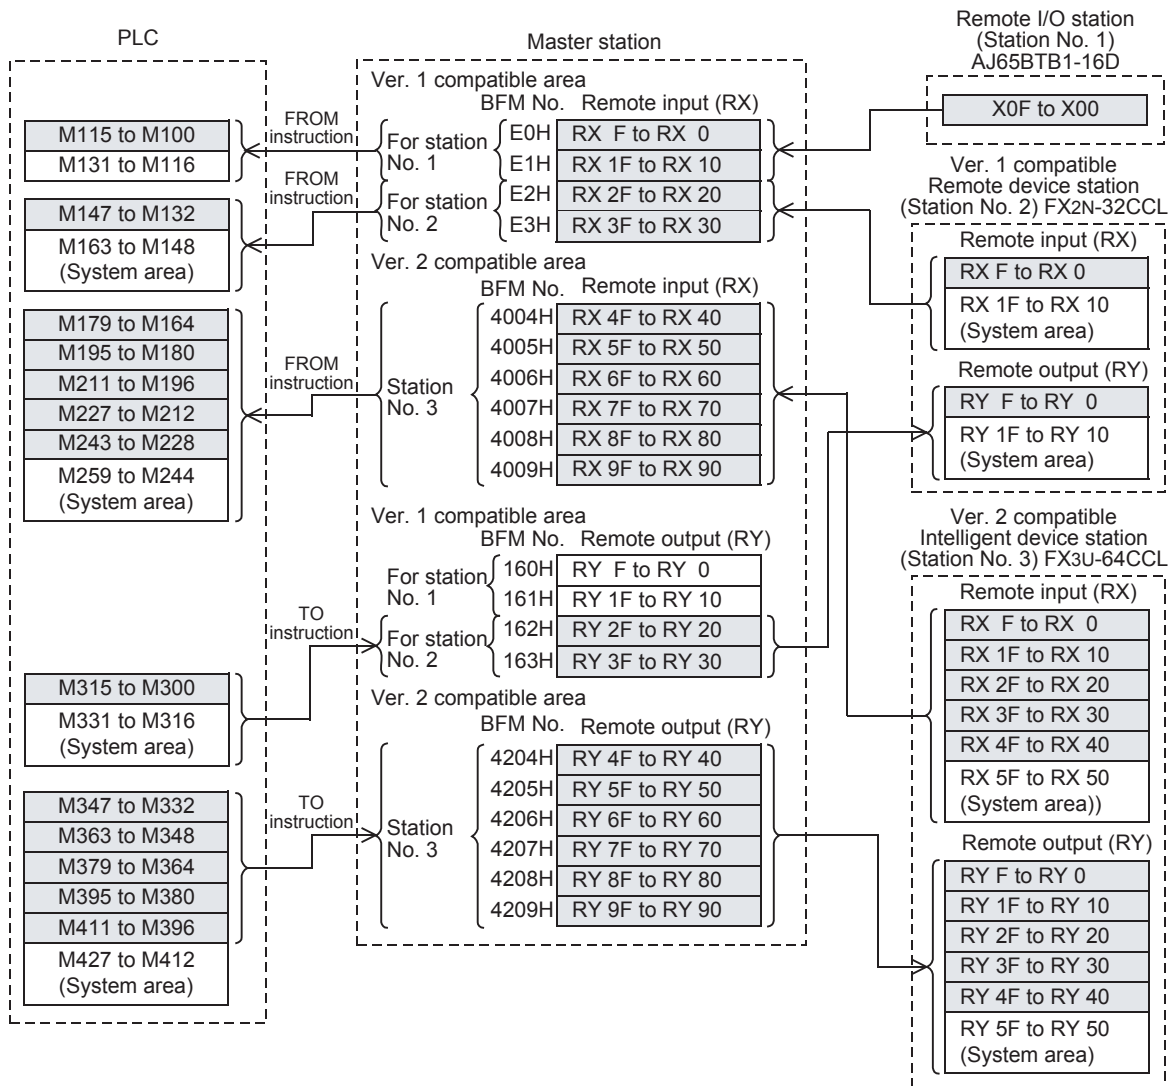 PLC
M115 to M100
M131 to M116
M147 to M132
M163 to M148
(System area)
M179 to M164
M195 to M180
M211 to M196
M227 to M212
M243 to M228
M259 to M244
(System area)
M315 to M300
M331 to M316
(System area)
M347 to M332
M363 to M348
M379 to M364
M395 to M380
M411 to M396
M427 to M412
(System area)
FROM
instruction
FROM
instruction
FROM
instruction
TO
instruction
TO
instruction
Master station
Ver. 1 compatible area
BFM No. Remote input (RX)
For station
No. 1
E0H RX F to RX 0
E1H RX 1F to RX 10
For station
No. 2
E2H RX 2F to RX 20
E3H RX 3F to RX 30
Ver. 2 compatible area
BFM No. Remote input (RX)
Station
No. 3
4004H RX 4F to RX 40
4005H RX 5F to RX 50
4006H RX 6F to RX 60
4007H RX 7F to RX 70
4008H RX 8F to RX 80
4009H RX 9F to RX 90
Ver. 1 compatible area
BFM No. Remote output (RY)
For station
No. 1
160H RY F to RY 0
161H RY 1F to RY 10
For station
No. 2
162H RY 2F to RY 20
163H RY 3F to RY 30
Ver. 2 compatible area
BFM No. Remote output (RY)
Station
No. 3
4204H RY 4F to RY 40
4205H RY 5F to RY 50
4206H RY 6F to RY 60
4207H RY 7F to RY 70
4208H RY 8F to RY 80
4209H RY 9F to RY 90
Remote I/O station
(Station No. 1)
AJ65BTB1-16D
X0F to X00
Ver. 1 compatible
Remote device station
(Station No. 2) FX2N-32CCL
Remote input (RX)
RX F to RX 0
RX 1F to RX 10
(System area)
Remote output (RY)
RY F to RY 0
RY 1F to RY 10
(System area)
Ver. 2 compatible
Intelligent device station
(Station No. 3) FX3U-64CCL
Remote input (RX)
RX F to RX 0
RX 1F to RX 10
RX 2F to RX 20
RX 3F to RX 30
RX 4F to RX 40
RX 5F to RX 50
(System area))
Remote output (RY)
RY F to RY 0
RY 1F to RY 10
RY 2F to RY 20
RY 3F to RY 30
RY 4F to RY 40
RY 5F to RY 50
(System area)